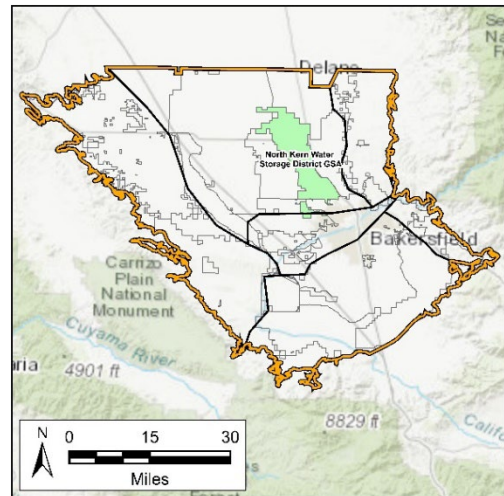 Delano
North Kern Water
Storage District GSA
Bakersfield
Carrizo
Plain
National
Monument
Cuyama River
4901 ft
8829 ft
N
0 15 30
Miles